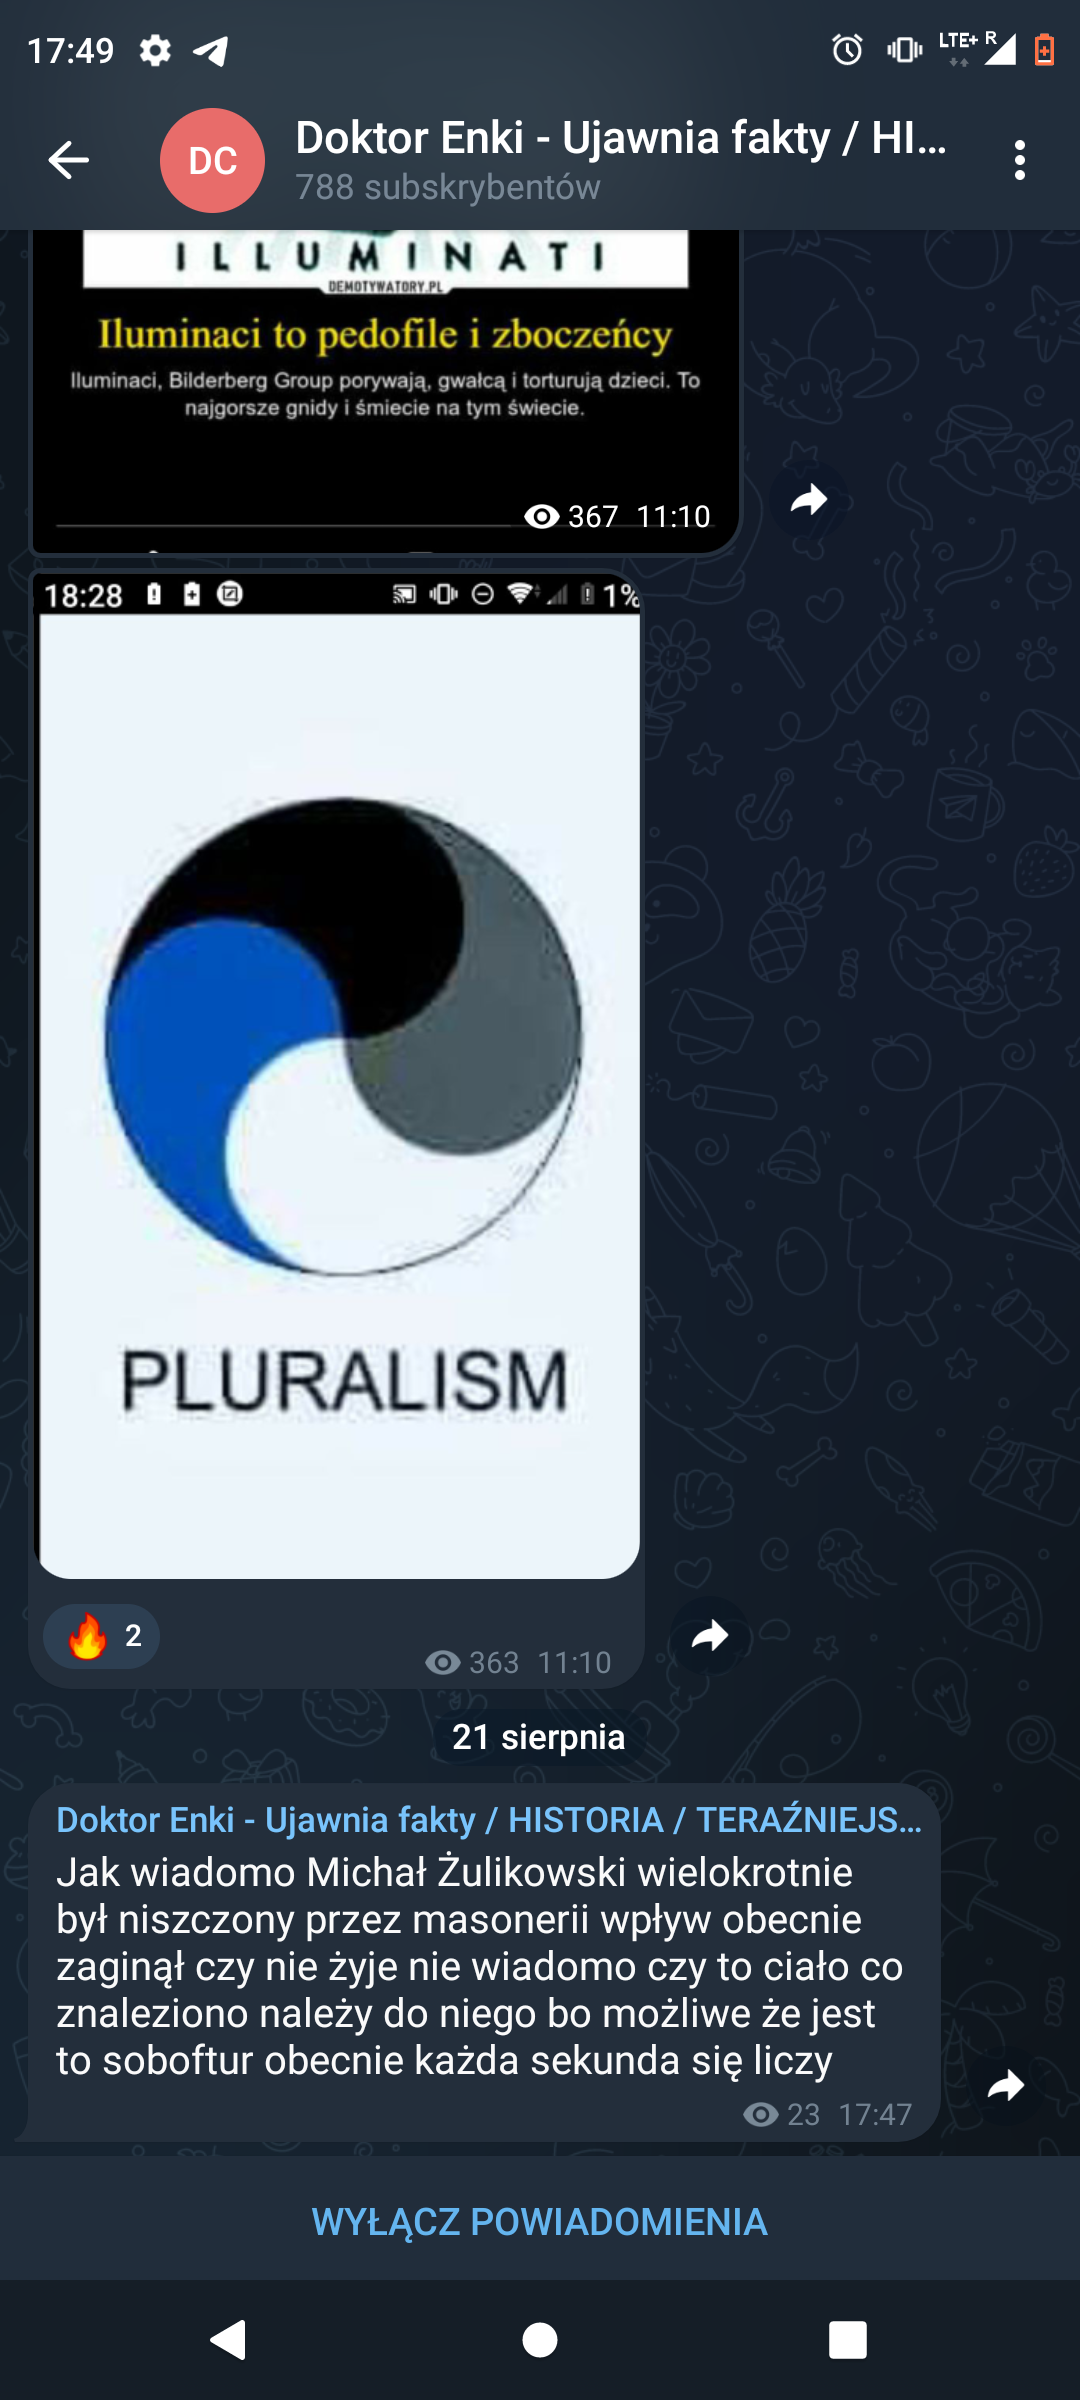 17:49
LTE+ R
DC
Doktor Enki - Ujawnia fakty / HI...
788 subskrybentów
ILLUMINATI
DEMOTYWATORY.PL
Iluminaci to pedofile i zboczeńcy
Iluminaci, Bilderberg Group porywają, gwałcą i torturują dzieci. To
najgorsze gnidy i śmiecie na tym świecie.
367 11:10
18:28
1%
PLURALISM
2
363 11:10
21 sierpnia
Doktor Enki - Ujawnia fakty / HISTORIA / TERAŹNIEJS...
Jak wiadomo Michał Żulikowski wielokrotnie
był niszczony przez masonerii wpływ obecnie
zaginął czy nie żyje nie wiadomo czy to ciało co
znaleziono należy do niego bo możliwe że jest
to soboftur obecnie każda sekunda się liczy
23 17:47
WYŁĄCZ POWIADOMIENIA